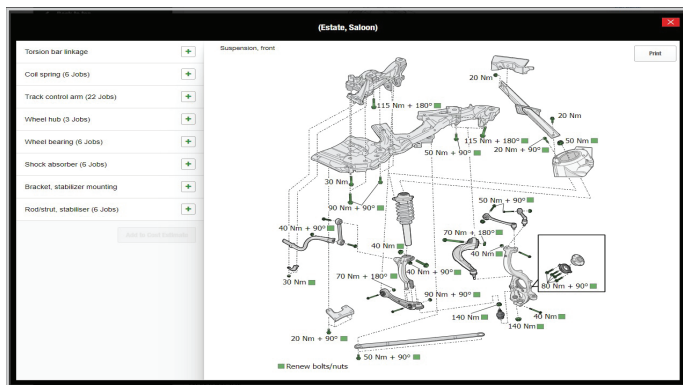 (Estate, Saloon)
Torsion bar linkage
Coil spring (6 Jobs)
Track control arm (22 Jobs)
Wheel hub (3 Jobs)
Wheel bearing (6 Jobs)
Shock absorber (6 Jobs)
Bracket, stabilizer mounting
Rod/strut, stabiliser (6 Jobs)
Suspension, front
Print
20 Nm
115 Nm + 180°
20 Nm
115 Nm + 180°
50 Nm
20 Nm + 90°
50 Nm + 90°
30 Nm
90 Nm + 90°
50 Nm + 90°
40 Nm + 90°
70 Nm + 180°
40 Nm
40 Nm
30 Nm
70 Nm + 180°
40 Nm + 90°
80 Nm + 90°
90 Nm + 90°
140 Nm
40 Nm
140 Nm
20 Nm + 90°
50 Nm + 90°
Renew bolts/nuts